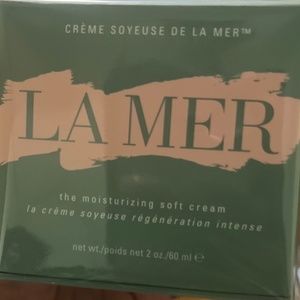 CRÈME SOYEUSE DE LA MER™
LA MER
the moisturizing soft cream
la crème soyeuse régénération intense
net wt./poids net 2 oz./60 ml ℮